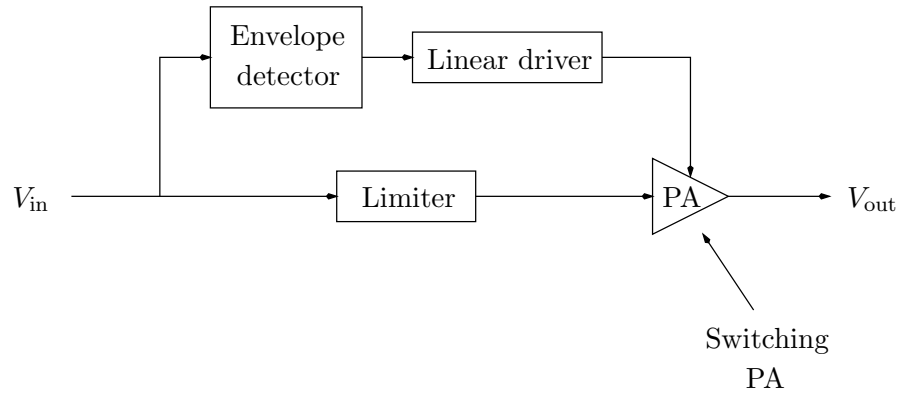 Envelope
detector
Linear driver
V_in
Limiter
PA
V_out
Switching
PA